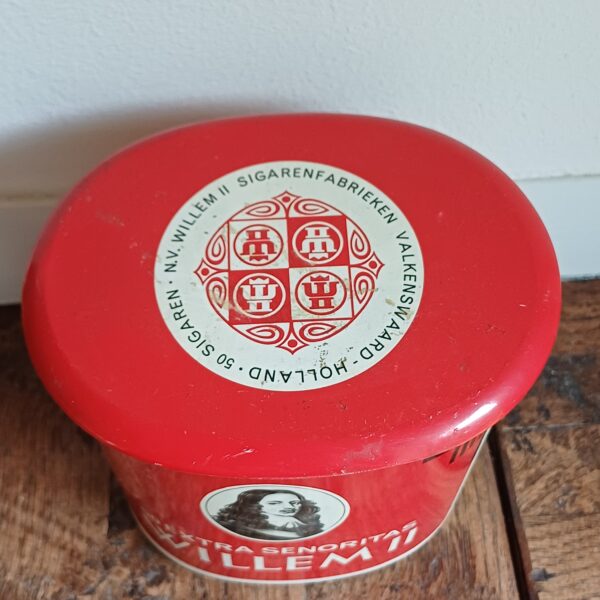 N.V. WILLEM II SIGARENFABRIEKEN VALKENSWAARD - HOLLAND · 50 SIGAREN ·
EXTRA SENORITAS
WILLEM II